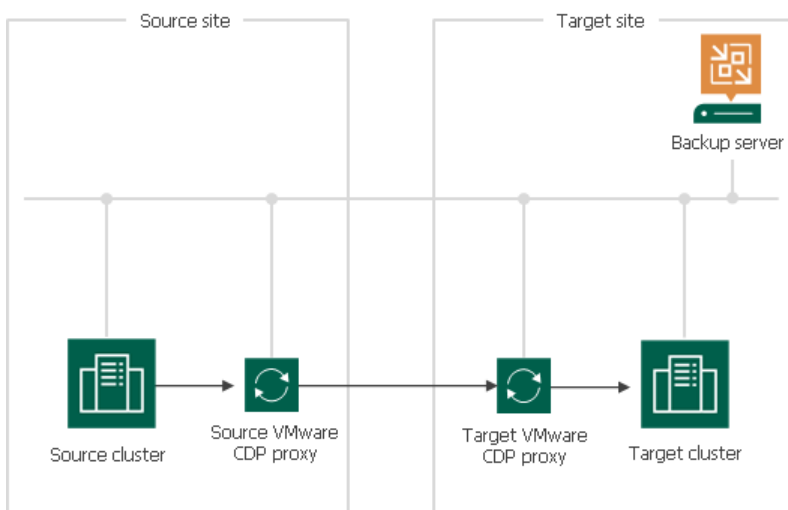 Source site
Target site
Backup server
Source cluster
Source VMware
CDP proxy
Target VMware
CDP proxy
Target cluster